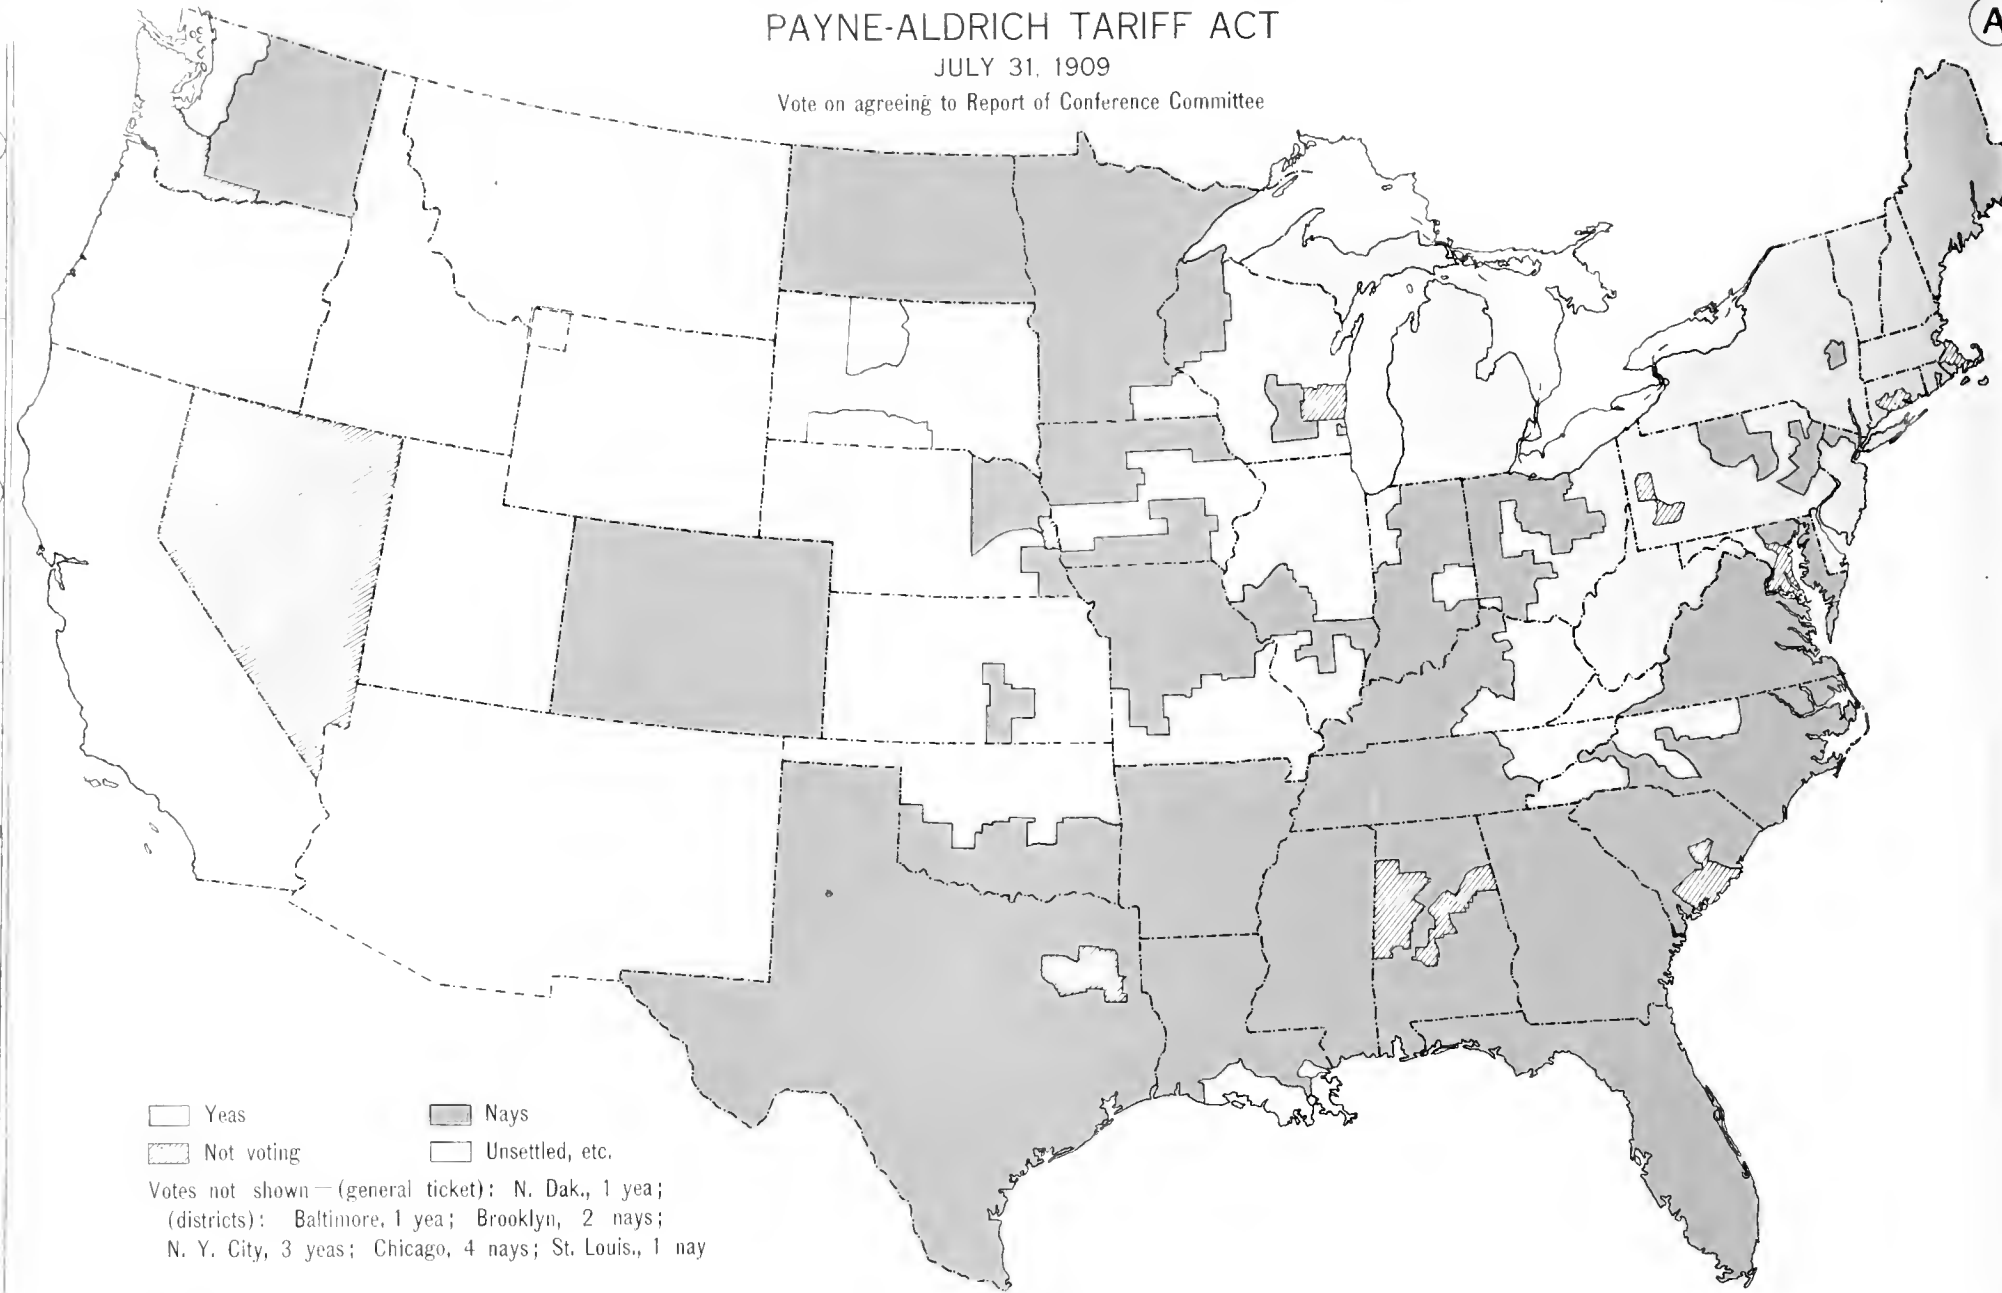 PAYNE-ALDRICH TARIFF ACT
A
JULY 31, 1909
Vote on agreeing to Report of Conference Committee
Yeas
Nays
Not voting
Unsettled, etc.
Votes not shown — (general ticket): N. Dak., 1 yea;
(districts): Baltimore, 1 yea; Brooklyn, 2 nays;
N. Y. City, 3 yeas; Chicago, 4 nays; St. Louis., 1 nay